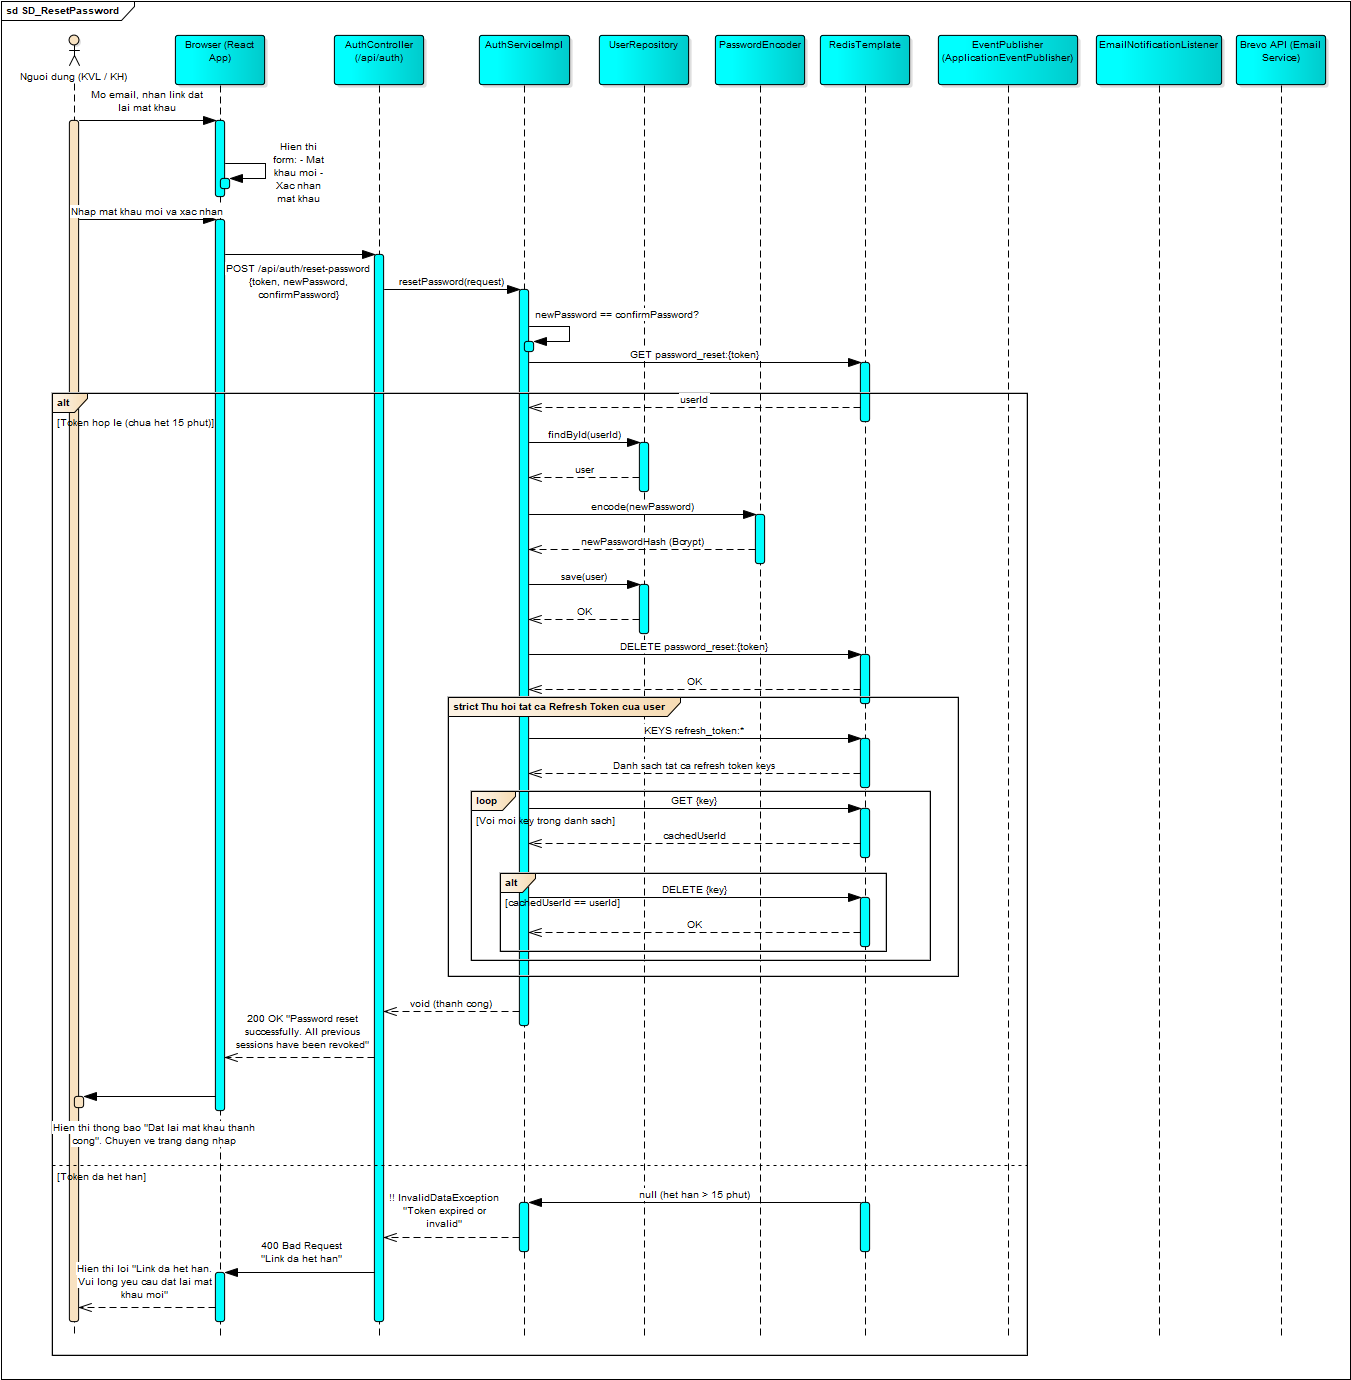 sd SD_ResetPassword
Nguoi dung (KVL / KH)
Browser (React
App)
AuthController
(/api/auth)
AuthServiceImpl
UserRepository
PasswordEncoder
RedisTemplate
EventPublisher
(ApplicationEventPublisher)
EmailNotificationListener
Brevo API (Email
Service)
Mo email, nhan link dat
lai mat khau
Hien thi
form: - Mat
khau moi -
Xac nhan
mat khau
Nhap mat khau moi va xac nhan
POST /api/auth/reset-password
{token, newPassword,
confirmPassword}
resetPassword(request)
newPassword == confirmPassword?
GET password_reset:{token}
alt
[Token hop le (chua het 15 phut)]
userId
findById(userId)
user
encode(newPassword)
newPasswordHash (Bcrypt)
save(user)
OK
DELETE password_reset:{token}
OK
strict Thu hoi tat ca Refresh Token cua user
KEYS refresh_token:*
Danh sach tat ca refresh token keys
loop
[Voi moi key trong danh sach]
GET {key}
cachedUserId
alt
[cachedUserId == userId]
DELETE {key}
OK
void (thanh cong)
200 OK "Password reset
successfully. All previous
sessions have been revoked"
Hien thi thong bao "Dat lai mat khau thanh
cong". Chuyen ve trang dang nhap
[Token da het han]
null (het han > 15 phut)
!! InvalidDataException
"Token expired or
invalid"
400 Bad Request
"Link da het han"
Hien thi loi "Link da het han.
Vui long yeu cau dat lai mat
khau moi"